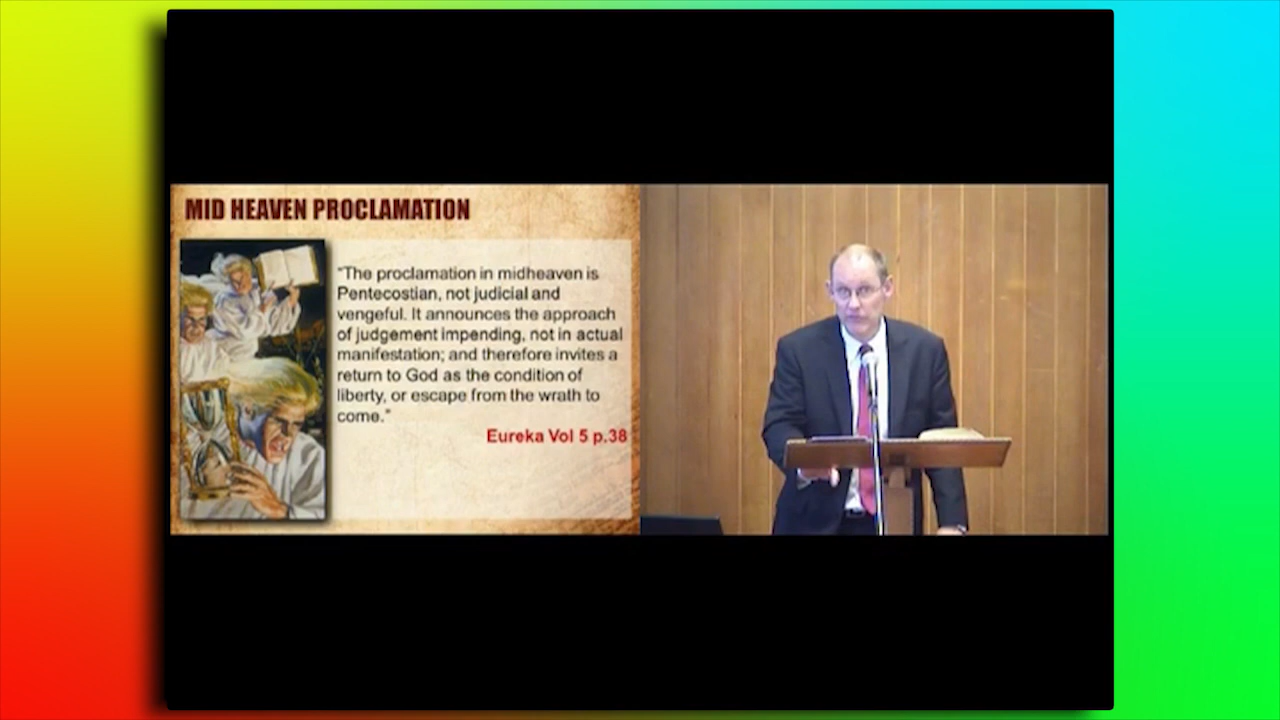 MID HEAVEN PROCLAMATION
“The proclamation in midheaven is
Pentecostian, not judicial and
vengeful. It announces the approach
of judgement impending, not in actual
manifestation; and therefore invites a
return to God as the condition of
liberty, or escape from the wrath to
come.”
Eureka Vol 5 p.38